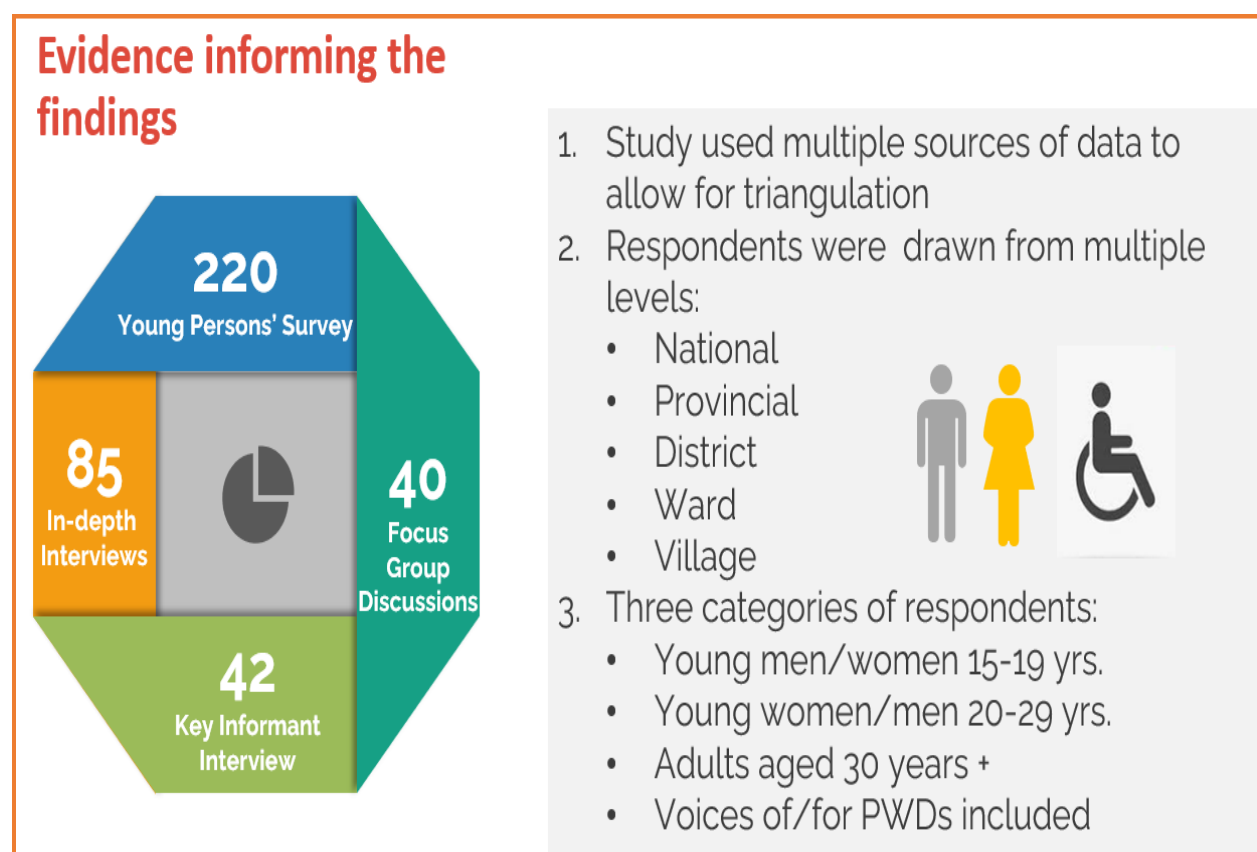 Evidence informing the
findings
220
Young Persons' Survey
85
In-depth
Interviews
40
Focus
Group
Discussions
42
Key Informant
Interview
1. Study used multiple sources of data to
allow for triangulation
2. Respondents were drawn from multiple
levels:
• National
• Provincial
• District
• Ward
• Village
3. Three categories of respondents:
• Young men/women 15-19 yrs.
• Young women/men 20-29 yrs.
• Adults aged 30 years +
• Voices of/for PWDs included